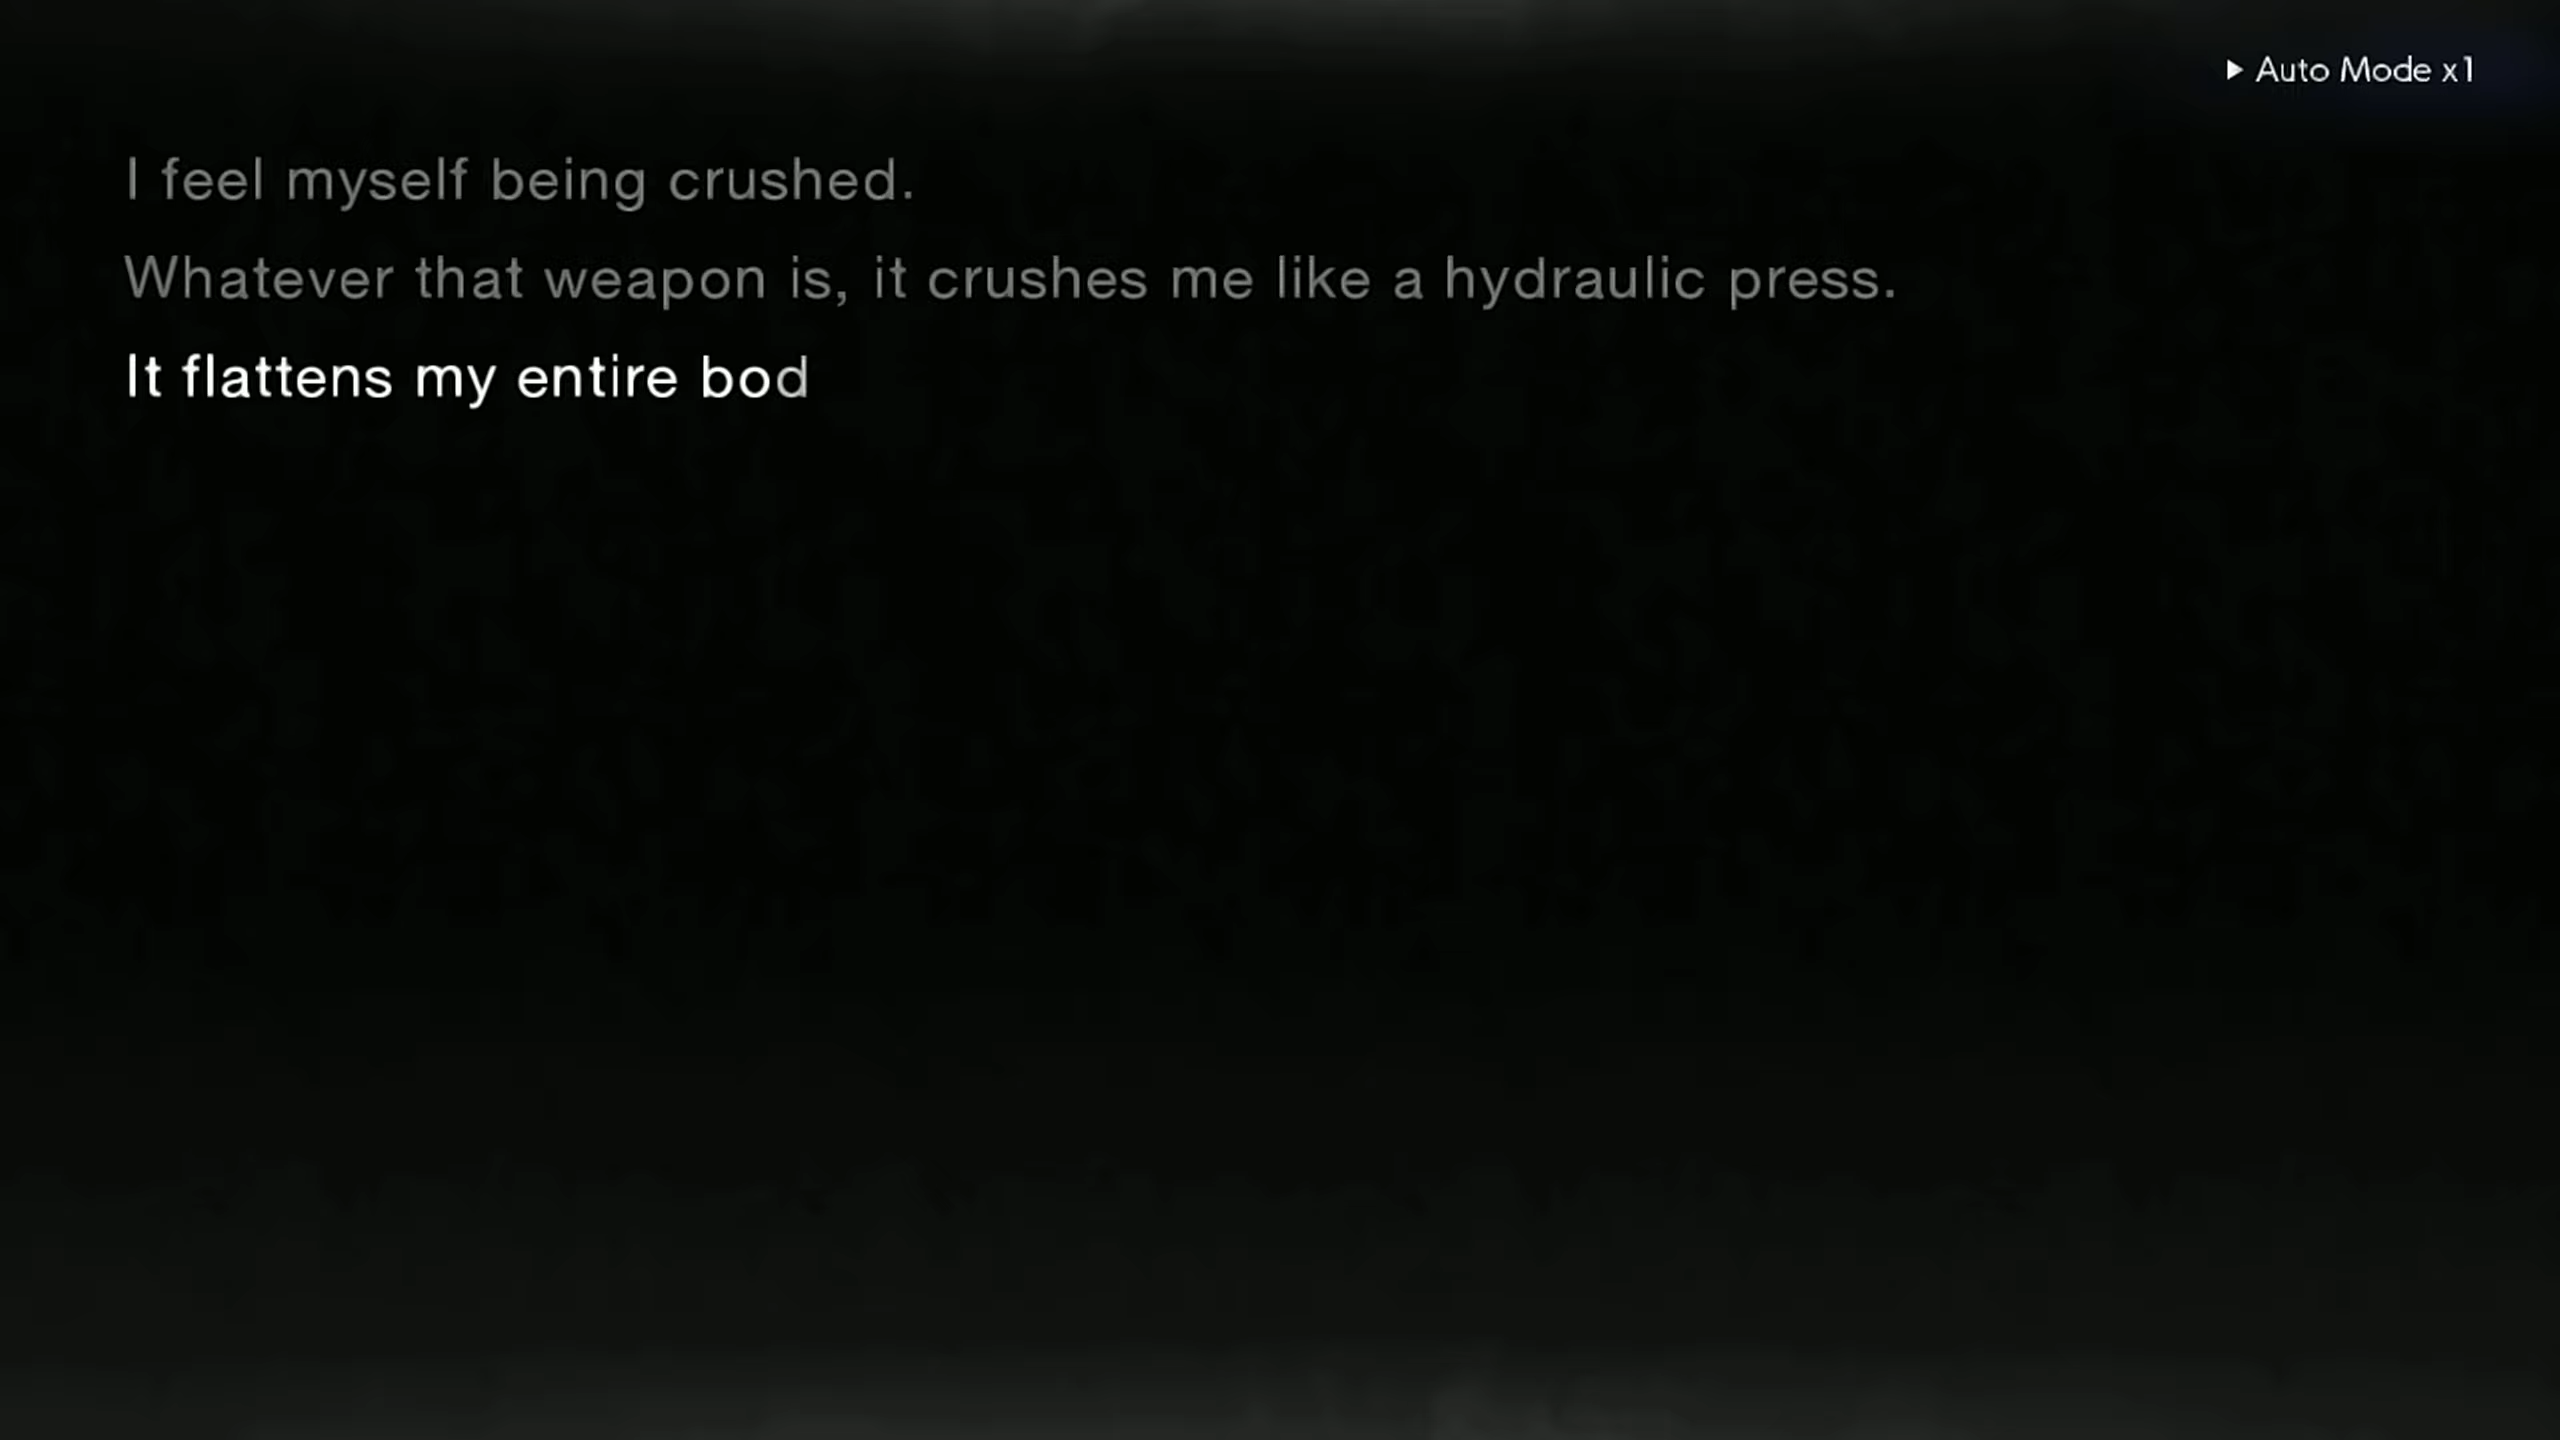 Auto Mode x1
I feel myself being crushed.
Whatever that weapon is, it crushes me like a hydraulic press.
It flattens my entire bod